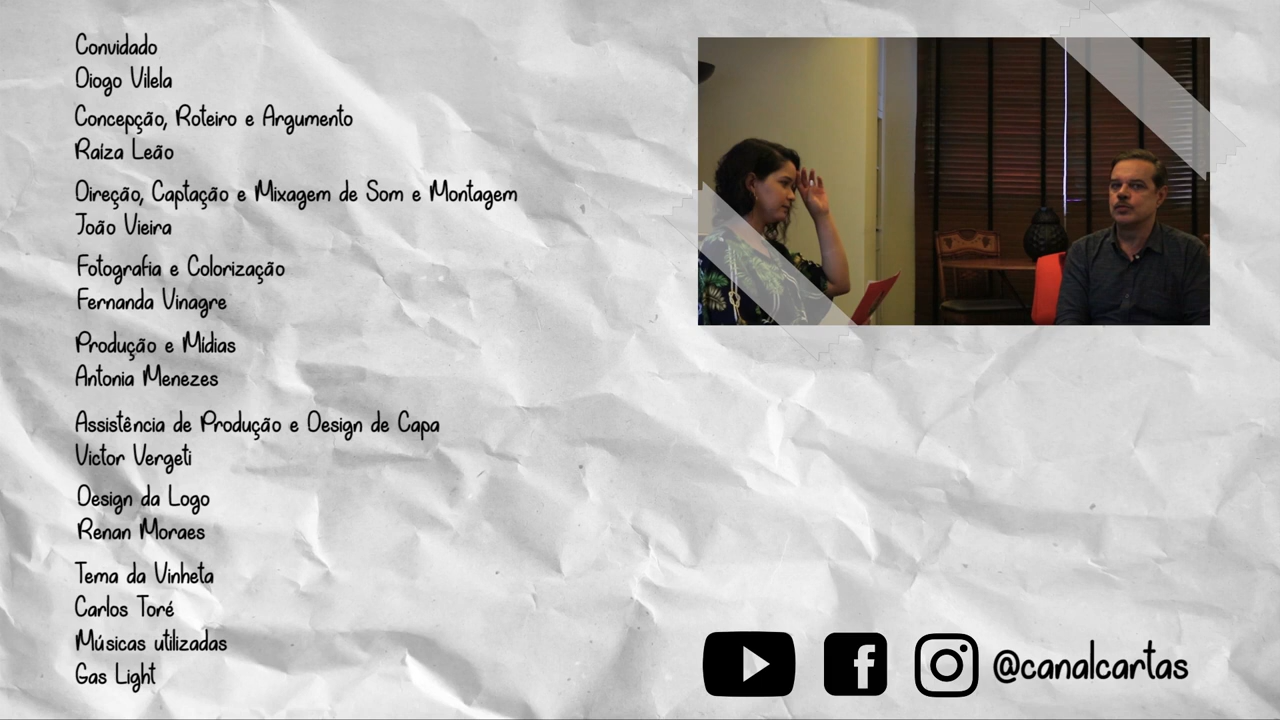 Convidado
Diogo Vilela
Concepção, Roteiro e Argumento
Raíza Leão
Direção, Captação e Mixagem de Som e Montagem
João Vieira
Fotografia e Colorização
Fernanda Vinagre
Produção e Mídias
Antonia Menezes
Assistência de Produção e Design de Capa
Victor Vergeti
Design da Logo
Renan Moraes
Tema da Vinheta
Carlos Toré
Músicas utilizadas
Gas Light
@canalcartas